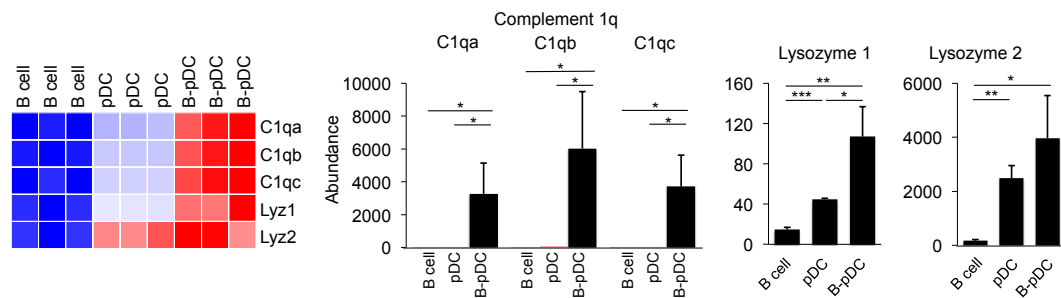 B cell
B cell
B cell
pDC
pDC
pDC
B-pDC
B-pDC
B-pDC
C1qa
C1qb
C1qc
Lyz1
Lyz2
Complement 1q
C1qa C1qb C1qc
Abundance
10000
8000
6000
4000
2000
0
* * * * * *
B cell
pDC
B-pDC
B cell
pDC
B-pDC
B cell
pDC
B-pDC
Lysozyme 1
160
120
80
40
0
**
*** *
B cell
pDC
B-pDC
Lysozyme 2
6000
4000
2000
0
*
**
B cell
pDC
B-pDC